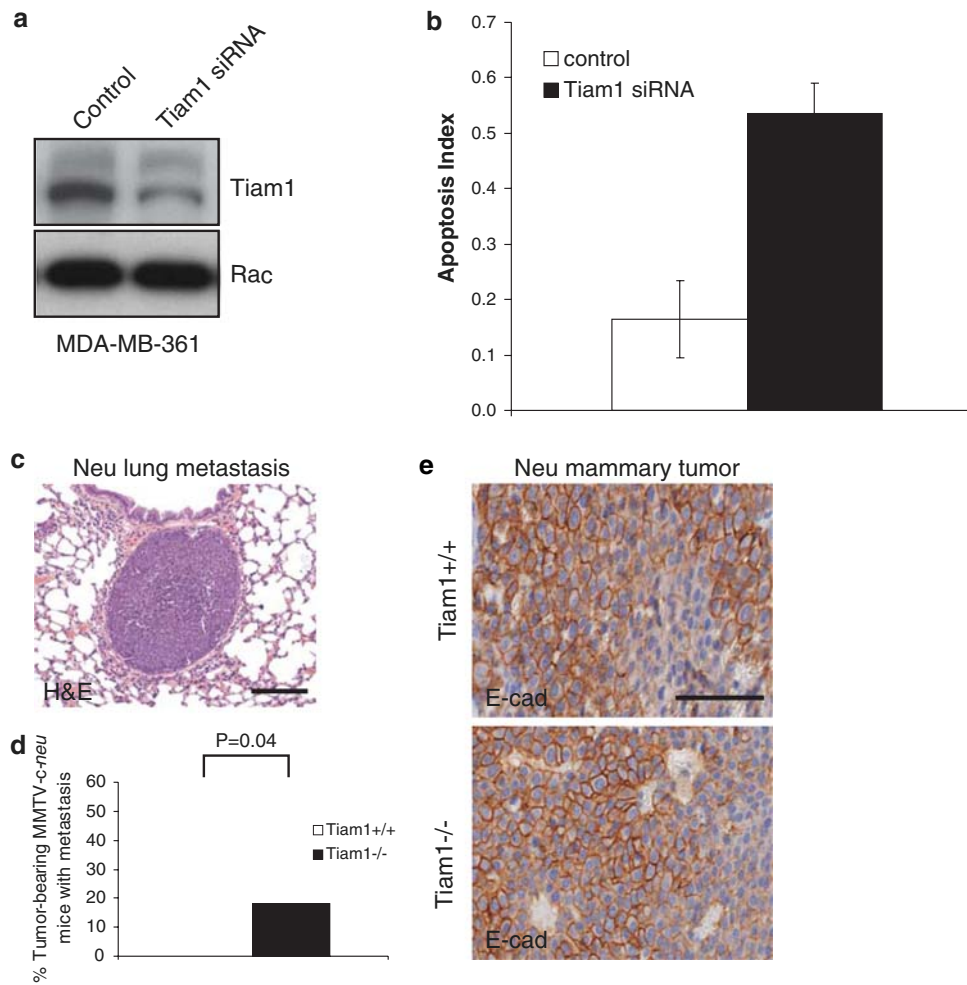 a
Control
Tiam1 siRNA
Tiam1
Rac
MDA-MB-361
b
0.7
0.6
0.5
0.4
0.3
0.2
0.1
0.0
Apoptosis Index
control
Tiam1 siRNA
c
Neu lung metastasis
H&E
d
P=0.04
% Tumor-bearing MMTV-c-neu
mice with metastasis
60
50
40
30
20
10
0
Tiam1+/+
Tiam1-/-
e
Neu mammary tumor
Tiam1+/+
E-cad
Tiam1-/-
E-cad